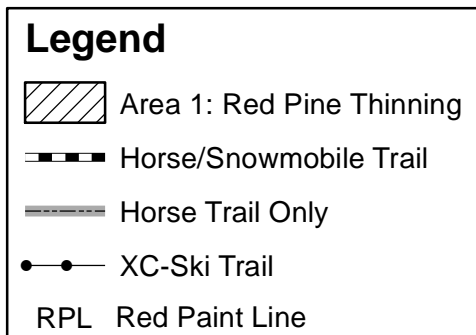 Legend
Area 1: Red Pine Thinning
Horse/Snowmobile Trail
Horse Trail Only
XC-Ski Trail
RPL Red Paint Line